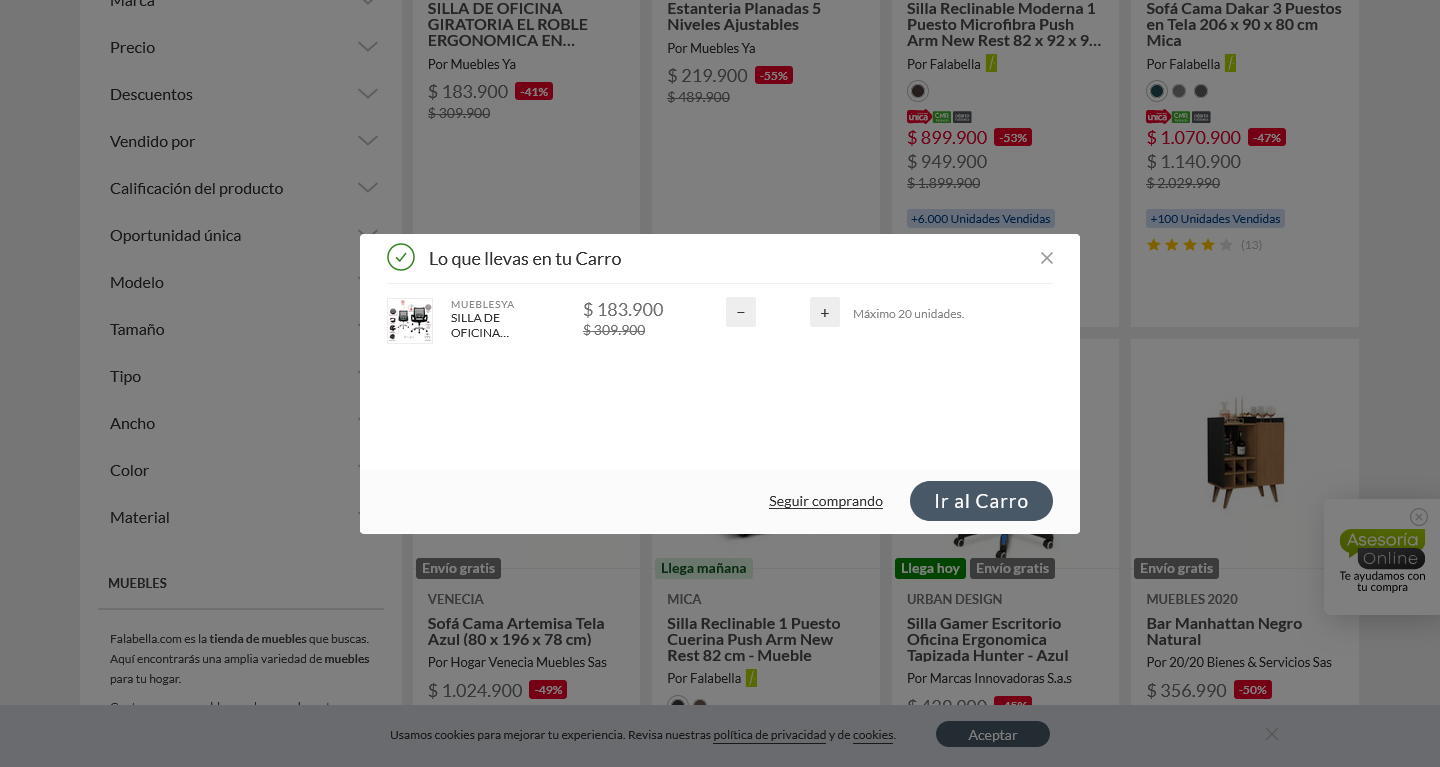 Marca
Precio
Descuentos
Vendido por
Calificación del producto
Oportunidad única
Modelo
Tamaño
Tipo
Ancho
Color
Material
MUEBLES
Falabella.com es la tienda de muebles que buscas.
Aquí encontrarás una amplia variedad de muebles
para tu hogar.
SILLA DE OFICINA
GIRATORIA EL ROBLE
ERGONOMICA EN...
Por Muebles Ya
$ 183.900 -41%
$ 309.900
Estanteria Planadas 5
Niveles Ajustables
Por Muebles Ya
$ 219.900 -55%
$ 489.900
Silla Reclinable Moderna 1
Puesto Microfibra Push
Arm New Rest 82 x 92 x 9...
Por Falabella
única CMR
$ 899.900 -53%
$ 949.900
$ 1.899.900
+6.000 Unidades Vendidas
Sofá Cama Dakar 3 Puestos
en Tela 206 x 90 x 80 cm
Mica
Por Falabella
única CMR
$ 1.070.900 -47%
$ 1.140.900
$ 2.029.990
+100 Unidades Vendidas
(13)
Lo que llevas en tu Carro
MUEBLESYA
SILLA DE
OFICINA...
$ 183.900
$ 309.900
− + Máximo 20 unidades.
Seguir comprando
Ir al Carro
Envío gratis
VENECIA
Sofá Cama Artemisa Tela
Azul (80 x 196 x 78 cm)
Por Hogar Venecia Muebles Sas
$ 1.024.900 -49%
Llega mañana
MICA
Silla Reclinable 1 Puesto
Cuerina Push Arm New
Rest 82 cm - Mueble
Por Falabella
Llega hoy Envío gratis
URBAN DESIGN
Silla Gamer Escritorio
Oficina Ergonomica
Tapizada Hunter - Azul
Por Marcas Innovadoras S.a.s
Envío gratis
MUEBLES 2020
Bar Manhattan Negro
Natural
Por 20/20 Bienes & Servicios Sas
$ 356.990 -50%
Asesoría
Online
Te ayudamos con
tu compra
Usamos cookies para mejorar tu experiencia. Revisa nuestras política de privacidad y de cookies.
Aceptar